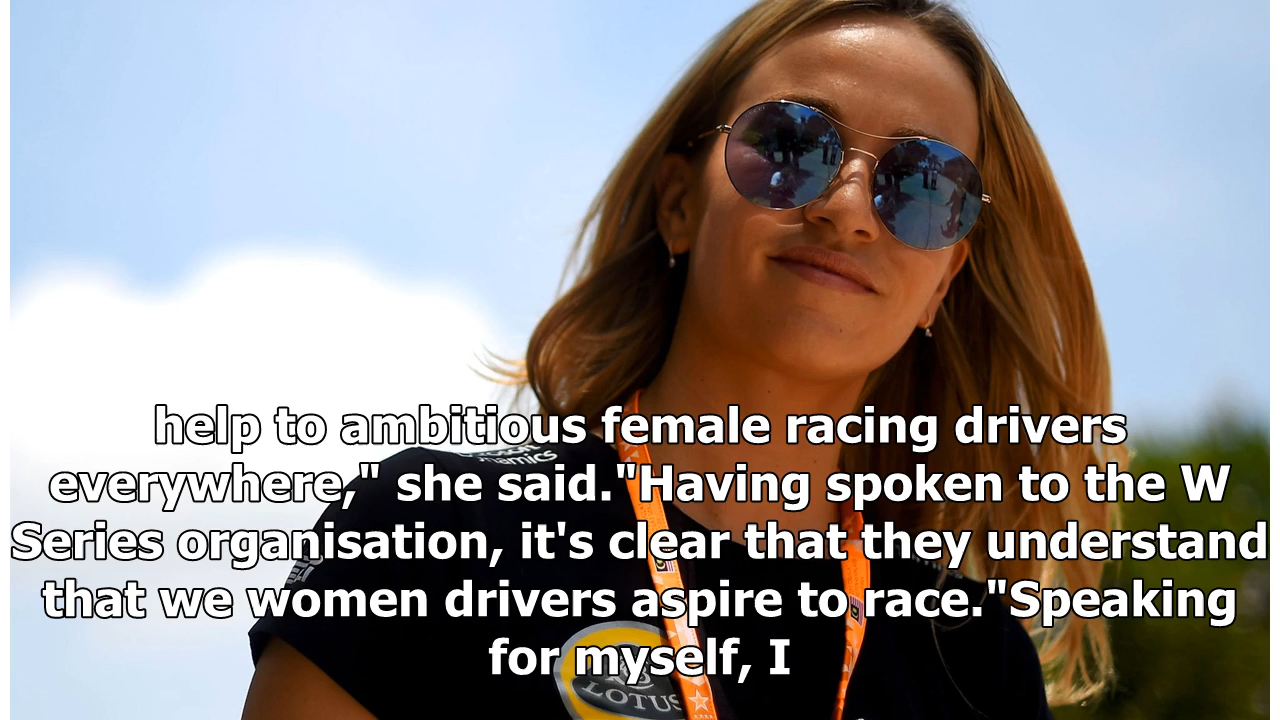 help to ambitious female racing drivers
everywhere," she said."Having spoken to the W
Series organisation, it's clear that they understand
that we women drivers aspire to race."Speaking
for myself, I
LOTUS